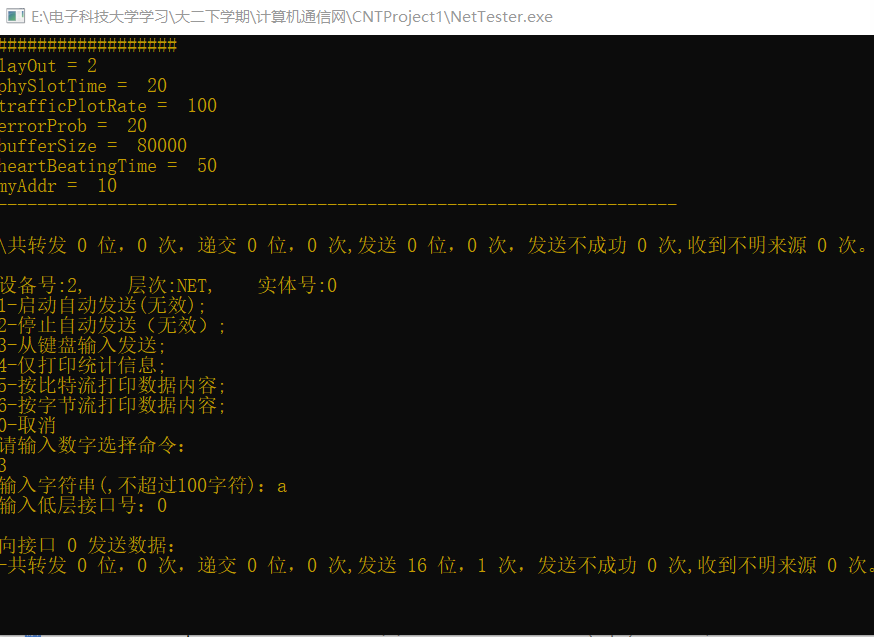 E:\电子科技大学学习\大二下学期\计算机通信网\CNTProject1\NetTester.exe
##################
layOut = 2
phySlotTime =  20
trafficPlotRate =  100
errorProb =  20
bufferSize =  80000
heartBeatingTime =  50
myAddr =  10
--------------------------------------------------------------------
\共转发 0 位，0 次，递交 0 位，0 次,发送 0 位，0 次，发送不成功 0 次,收到不明来源 0 次。
设备号:2,    层次:NET,    实体号:0
1-启动自动发送(无效);
2-停止自动发送（无效）;
3-从键盘输入发送;
4-仅打印统计信息;
5-按比特流打印数据内容;
6-按字节流打印数据内容;
0-取消
请输入数字选择命令：
3
输入字符串(,不超过100字符)：a
输入低层接口号：0
向接口 0 发送数据：
-共转发 0 位，0 次，递交 0 位，0 次,发送 16 位，1 次，发送不成功 0 次,收到不明来源 0 次。